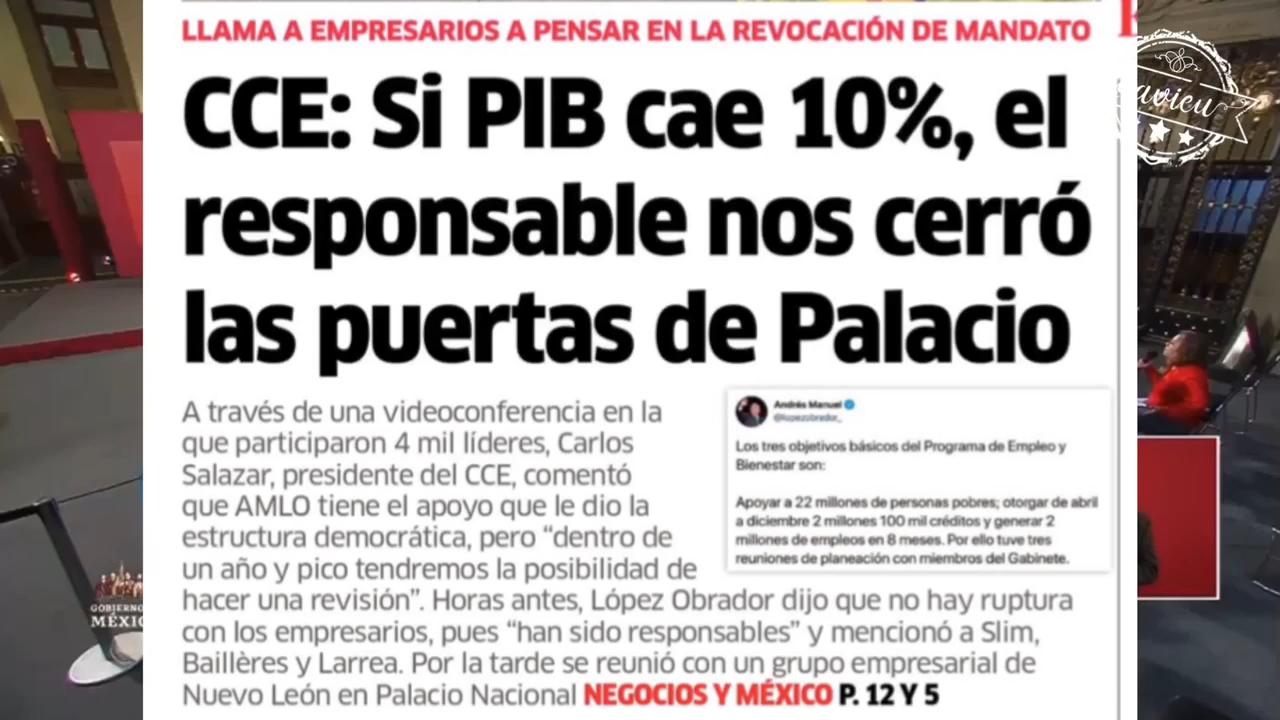 LLAMA A EMPRESARIOS A PENSAR EN LA REVOCACIÓN DE MANDATO
CCE: Si PIB cae 10%, el
responsable nos cerró
las puertas de Palacio
A través de una videoconferencia en la
que participaron 4 mil líderes, Carlos
Salazar, presidente del CCE, comentó
que AMLO tiene el apoyo que le dio la
estructura democrática, pero “dentro de
un año y pico tendremos la posibilidad de
hacer una revisión”. Horas antes, López Obrador dijo que no hay ruptura
con los empresarios, pues “han sido responsables” y mencionó a Slim,
Baillères y Larrea. Por la tarde se reunió con un grupo empresarial de
Nuevo León en Palacio Nacional NEGOCIOS Y MÉXICO P. 12 Y 5
Andrés Manuel
@lopezobrador_
Los tres objetivos básicos del Programa de Empleo y
Bienestar son:
Apoyar a 22 millones de personas pobres; otorgar de abril
a diciembre 2 millones 100 mil créditos y generar 2
millones de empleos en 8 meses. Por ello tuve tres
reuniones de planeación con miembros del Gabinete.
GOBIERNO
MÉXIC